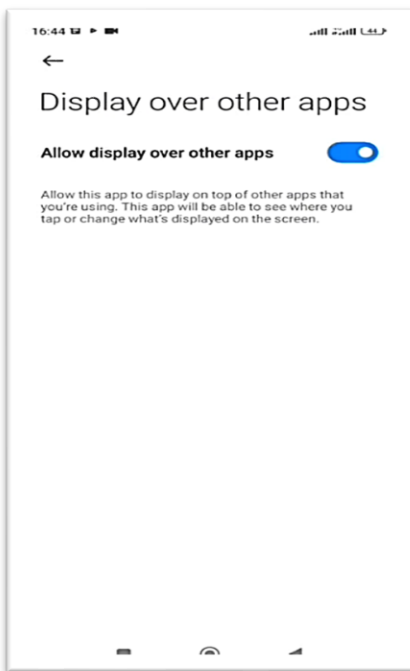 16:44
44
Display over other apps
Allow display over other apps
Allow this app to display on top of other apps that
you're using. This app will be able to see where you
tap or change what's displayed on the screen.